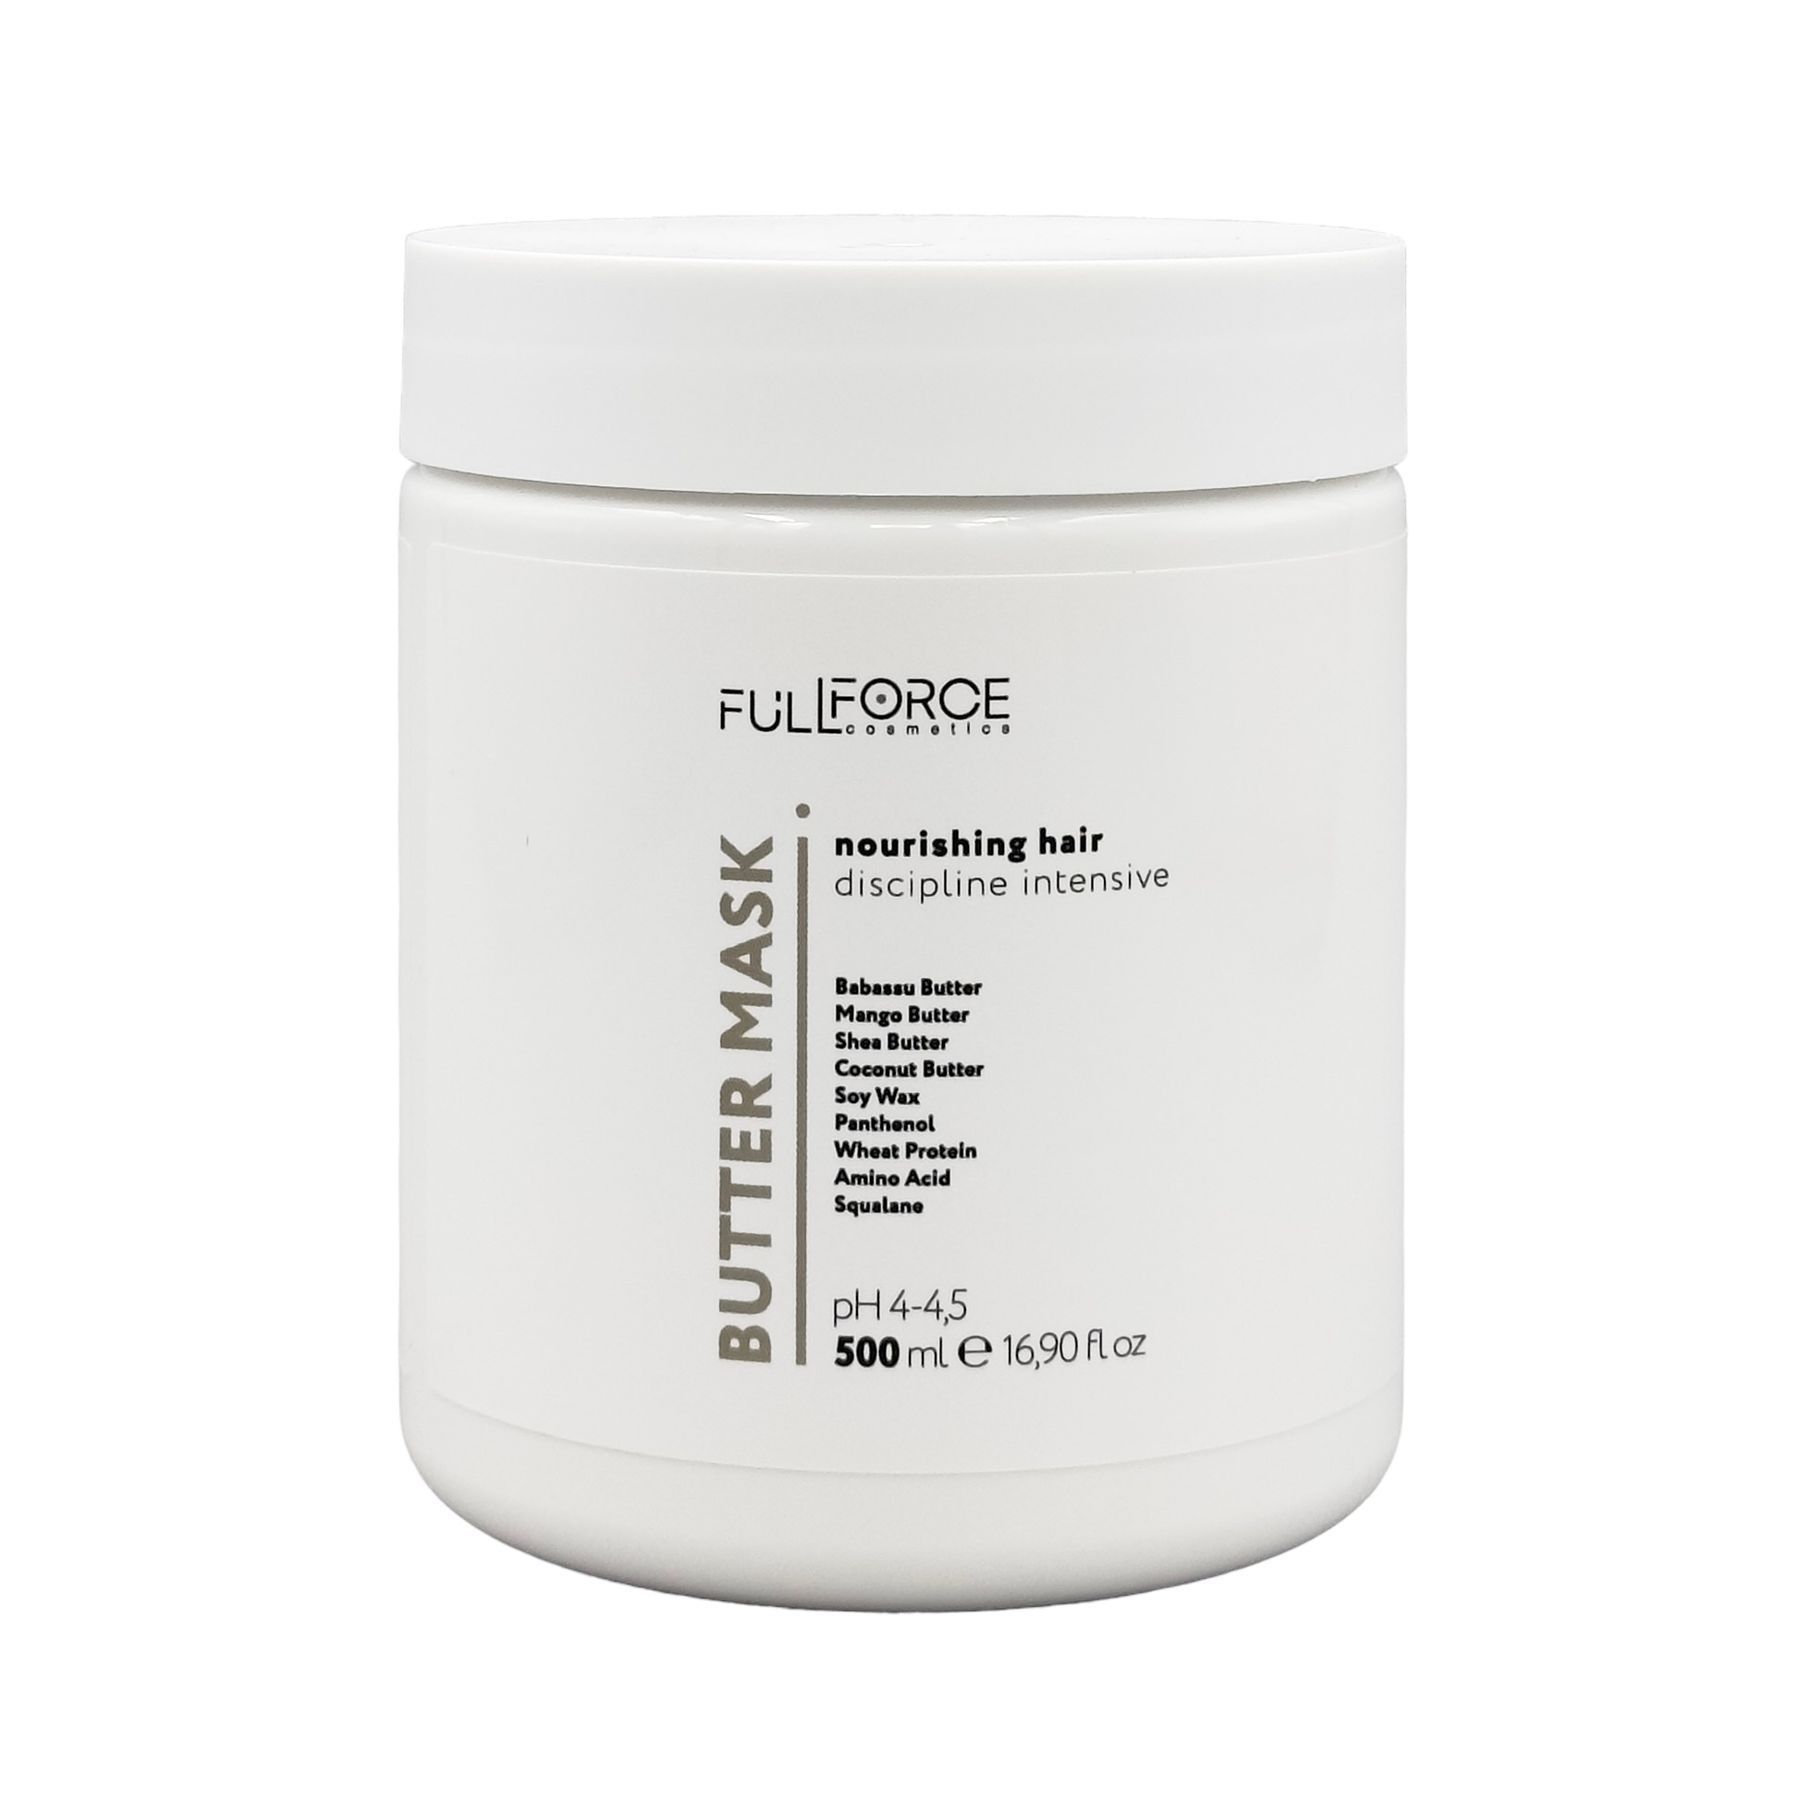 FULLFORCE
cosmetics
BUTTER MASK
nourishing hair
discipline intensive
Babassu Butter
Mango Butter
Shea Butter
Coconut Butter
Soy Wax
Panthenol
Wheat Protein
Amino Acid
Squalane
pH 4-4,5
500 ml ℮ 16,90 fl oz